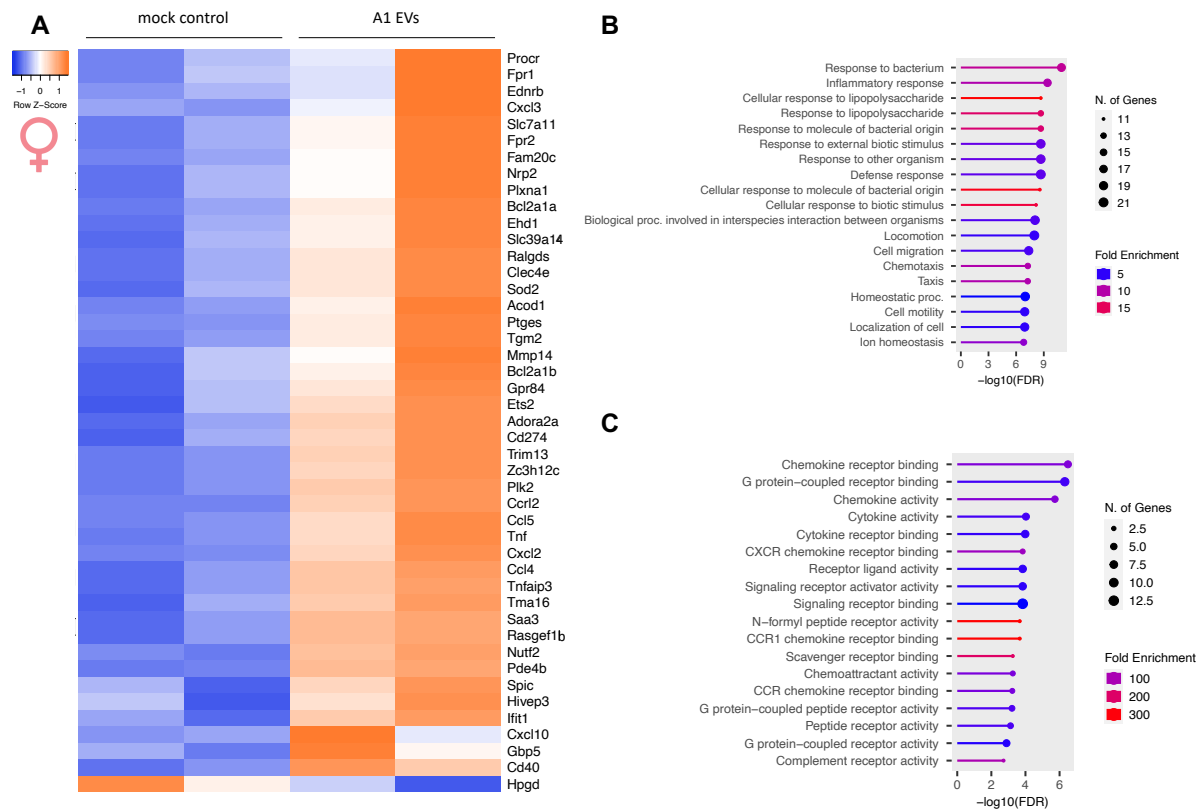 A
mock control
A1 EVs
-1 0 1
Row Z-Score
Procr
Fpr1
Ednrb
Cxcl3
Slc7a11
Fpr2
Fam20c
Nrp2
Plxna1
Bcl2a1a
Ehd1
Slc39a14
Ralgds
Clec4e
Sod2
Acod1
Ptges
Tgm2
Mmp14
Bcl2a1b
Gpr84
Ets2
Adora2a
Cd274
Trim13
Zc3h12c
Plk2
Ccrl2
Ccl5
Tnf
Cxcl2
Ccl4
Tnfaip3
Tma16
Saa3
Rasgef1b
Nutf2
Pde4b
Spic
Hivep3
Ifit1
Cxcl10
Gbp5
Cd40
Hpgd
B
Response to bacterium
Inflammatory response
Cellular response to lipopolysaccharide
Response to lipopolysaccharide
Response to molecule of bacterial origin
Response to external biotic stimulus
Response to other organism
Defense response
Cellular response to molecule of bacterial origin
Cellular response to biotic stimulus
Biological proc. involved in interspecies interaction between organisms
Locomotion
Cell migration
Chemotaxis
Taxis
Homeostatic proc.
Cell motility
Localization of cell
Ion homeostasis
0 3 6 9
-log10(FDR)
N. of Genes
11
13
15
17
19
21
Fold Enrichment
5
10
15
C
Chemokine receptor binding
G protein-coupled receptor binding
Chemokine activity
Cytokine activity
Cytokine receptor binding
CXCR chemokine receptor binding
Receptor ligand activity
Signaling receptor activator activity
Signaling receptor binding
N-formyl peptide receptor activity
CCR1 chemokine receptor binding
Scavenger receptor binding
Chemoattractant activity
CCR chemokine receptor binding
G protein-coupled peptide receptor activity
Peptide receptor activity
G protein-coupled receptor activity
Complement receptor activity
0 2 4 6
-log10(FDR)
N. of Genes
2.5
5.0
7.5
10.0
12.5
Fold Enrichment
100
200
300